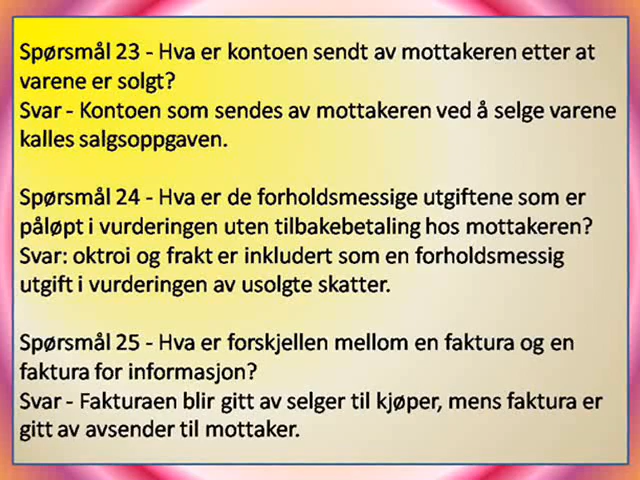 Spørsmål 23 - Hva er kontoen sendt av mottakeren etter at
varene er solgt?
Svar - Kontoen som sendes av mottakeren ved å selge varene
kalles salgsoppgaven.
Spørsmål 24 - Hva er de forholdsmessige utgiftene som er
påløpt i vurderingen uten tilbakebetaling hos mottakeren?
Svar: oktroi og frakt er inkludert som en forholdsmessig
utgift i vurderingen av usolgte skatter.
Spørsmål 25 - Hva er forskjellen mellom en faktura og en
faktura for informasjon?
Svar - Fakturaen blir gitt av selger til kjøper, mens faktura er
gitt av avsender til mottaker.